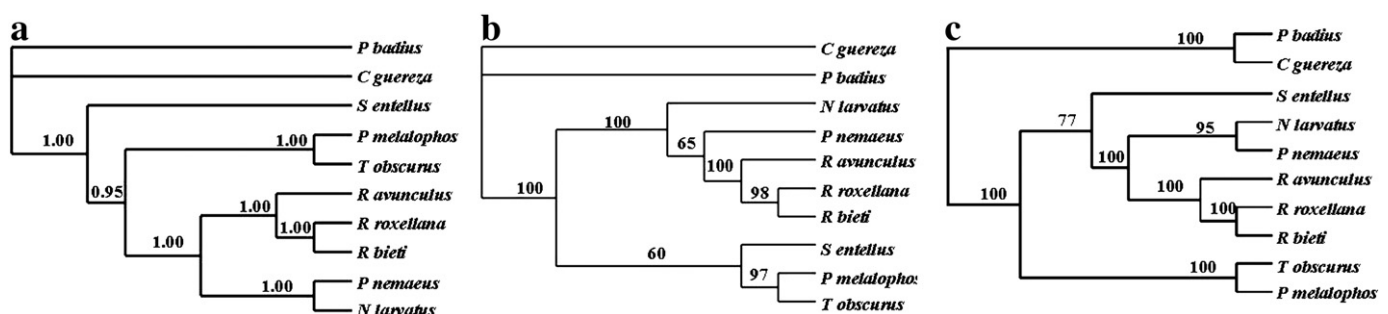 a
P badius
C guereza
S entellus
1.00
P melalophos
1.00
T obscurus
0.95
R avunculus
1.00
R roxellana
1.00
R bieti
1.00
P nemaeus
1.00
N larvatus
b
C guereza
P badius
N larvatus
100
P nemaeus
65
R avunculus
100
R roxellana
98
R bieti
100
S entellus
60
P melalophos
97
T obscurus
c
P badius
100
C guereza
S entellus
77
N larvatus
95
P nemaeus
100
R avunculus
100
R roxellana
100
R bieti
100
T obscurus
100
P melalophos